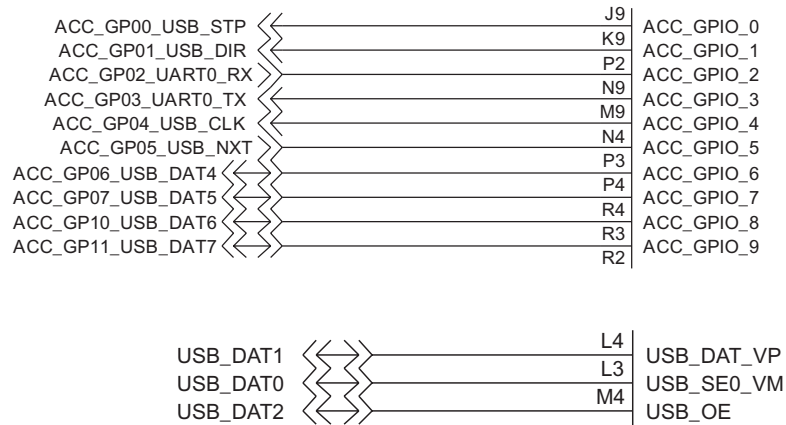 J9
ACC_GP00_USB_STP ACC_GPIO_0
K9
ACC_GP01_USB_DIR ACC_GPIO_1
P2
ACC_GP02_UART0_RX ACC_GPIO_2
N9
ACC_GP03_UART0_TX ACC_GPIO_3
M9
ACC_GP04_USB_CLK ACC_GPIO_4
N4
ACC_GP05_USB_NXT ACC_GPIO_5
P3
ACC_GP06_USB_DAT4 ACC_GPIO_6
P4
ACC_GP07_USB_DAT5 ACC_GPIO_7
R4
ACC_GP10_USB_DAT6 ACC_GPIO_8
R3
ACC_GP11_USB_DAT7 ACC_GPIO_9
R2
L4
USB_DAT1 USB_DAT_VP
L3
USB_DAT0 USB_SE0_VM
M4
USB_DAT2 USB_OE